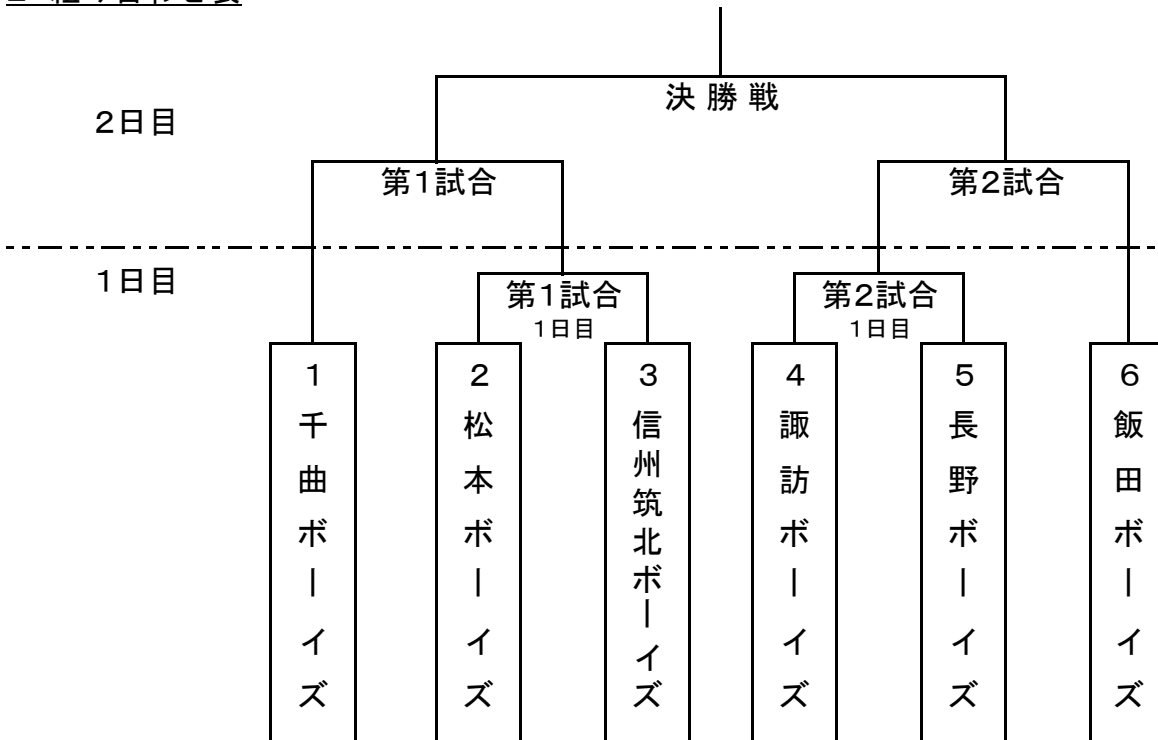 決勝戦
2日目
第1試合
第2試合
1日目
第1試合
1日目
第2試合
1日目
1
千曲ボーイズ
2
松本ボーイズ
3
信州筑北ボーイズ
4
諏訪ボーイズ
5
長野ボーイズ
6
飯田ボーイズ